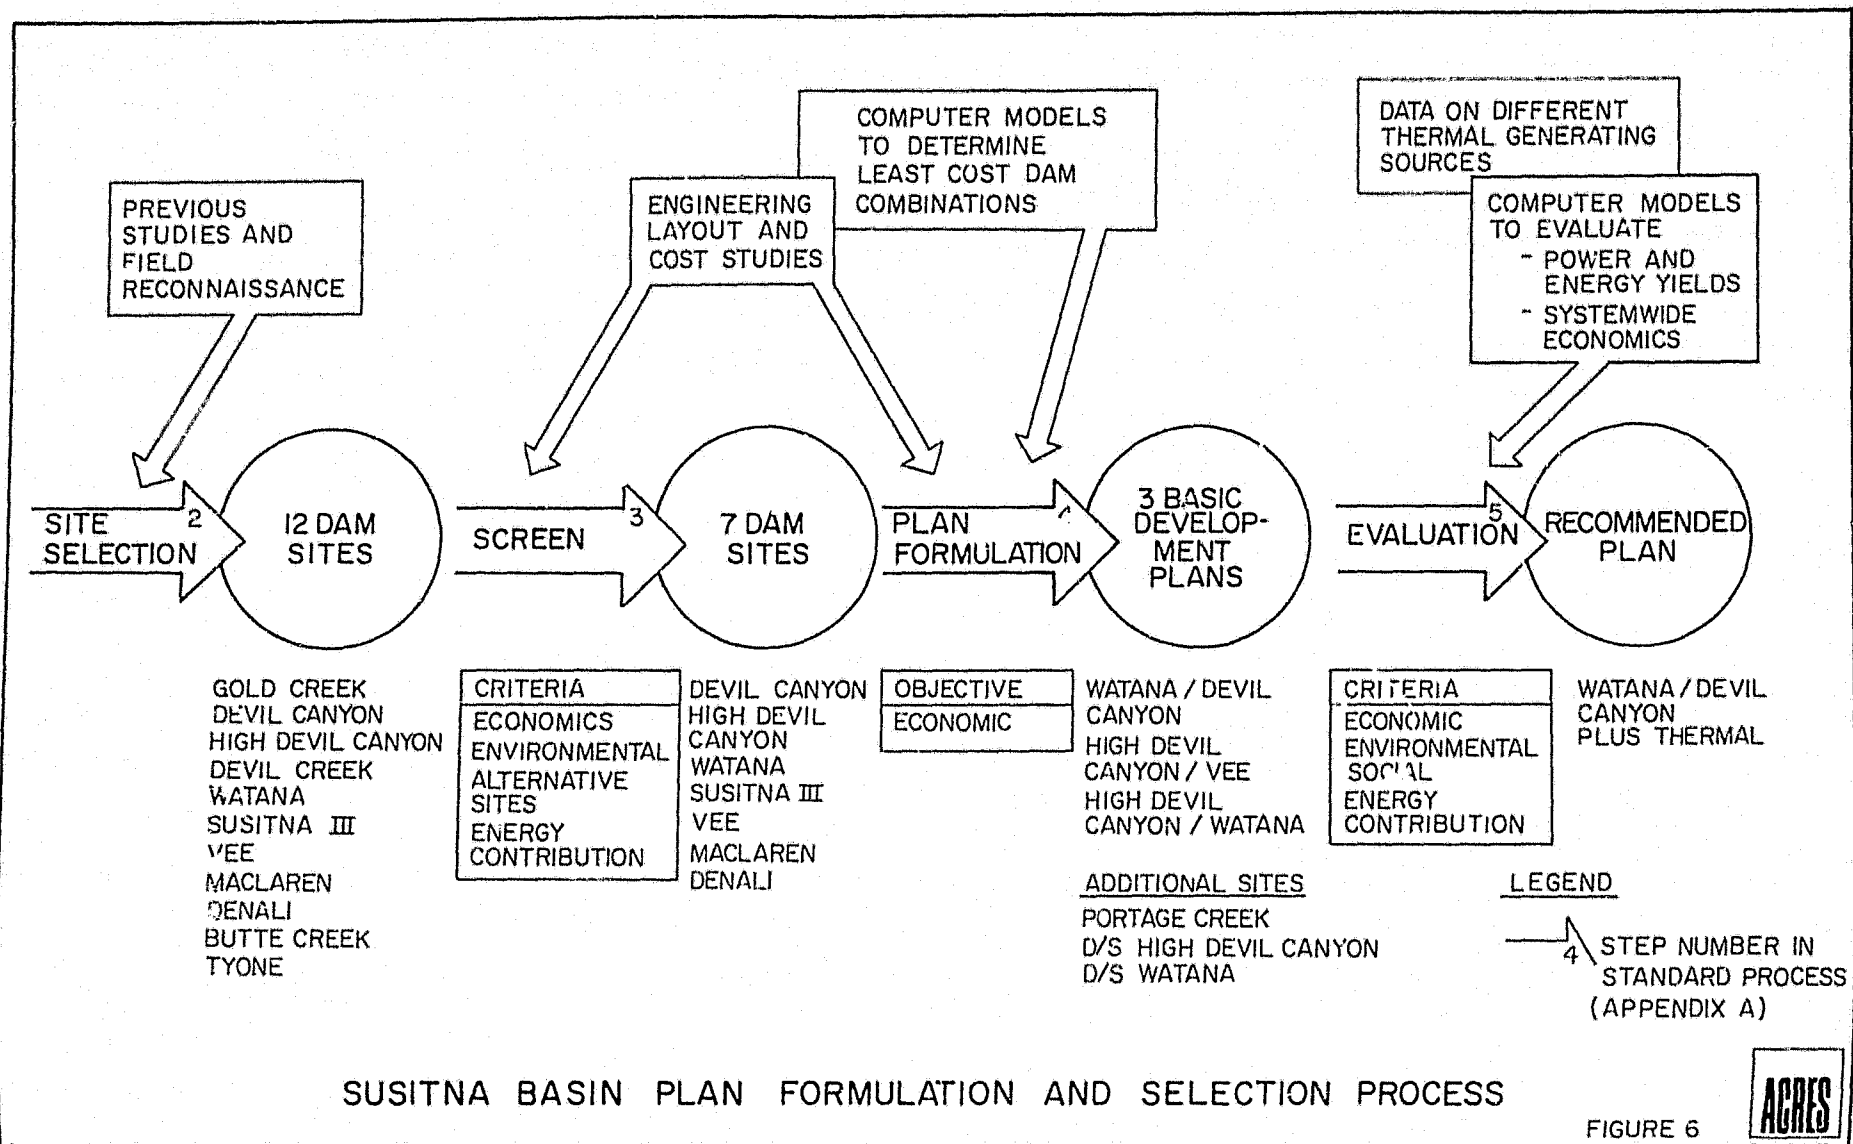 COMPUTER MODELS
TO DETERMINE
LEAST COST DAM
COMBINATIONS
DATA ON DIFFERENT
THERMAL GENERATING
SOURCES
PREVIOUS
STUDIES AND
FIELD
RECONNAISSANCE
ENGINEERING
LAYOUT AND
COST STUDIES
COMPUTER MODELS
TO EVALUATE
- POWER AND
ENERGY YIELDS
- SYSTEMWIDE
ECONOMICS
SITE
SELECTION
2
12 DAM
SITES
SCREEN
3
7 DAM
SITES
PLAN
FORMULATION
3 BASIC
DEVELOP-
MENT
PLANS
EVALUATION
5
RECOMMENDED
PLAN
GOLD CREEK
DEVIL CANYON
HIGH DEVIL CANYON
DEVIL CREEK
WATANA
SUSITNA III
VEE
MACLAREN
DENALI
BUTTE CREEK
TYONE
CRITERIA
ECONOMICS
ENVIRONMENTAL
ALTERNATIVE
SITES
ENERGY
CONTRIBUTION
DEVIL CANYON
HIGH DEVIL
CANYON
WATANA
SUSITNA III
VEE
MACLAREN
DENALI
OBJECTIVE
ECONOMIC
WATANA / DEVIL
CANYON
HIGH DEVIL
CANYON / VEE
HIGH DEVIL
CANYON / WATANA
ADDITIONAL SITES
PORTAGE CREEK
D/S HIGH DEVIL CANYON
D/S WATANA
CRITERIA
ECONOMIC
ENVIRONMENTAL
SOCIAL
ENERGY
CONTRIBUTION
WATANA / DEVIL
CANYON
PLUS THERMAL
LEGEND
4
STEP NUMBER IN
STANDARD PROCESS
(APPENDIX A)
SUSITNA BASIN PLAN FORMULATION AND SELECTION PROCESS
FIGURE 6
ACRES